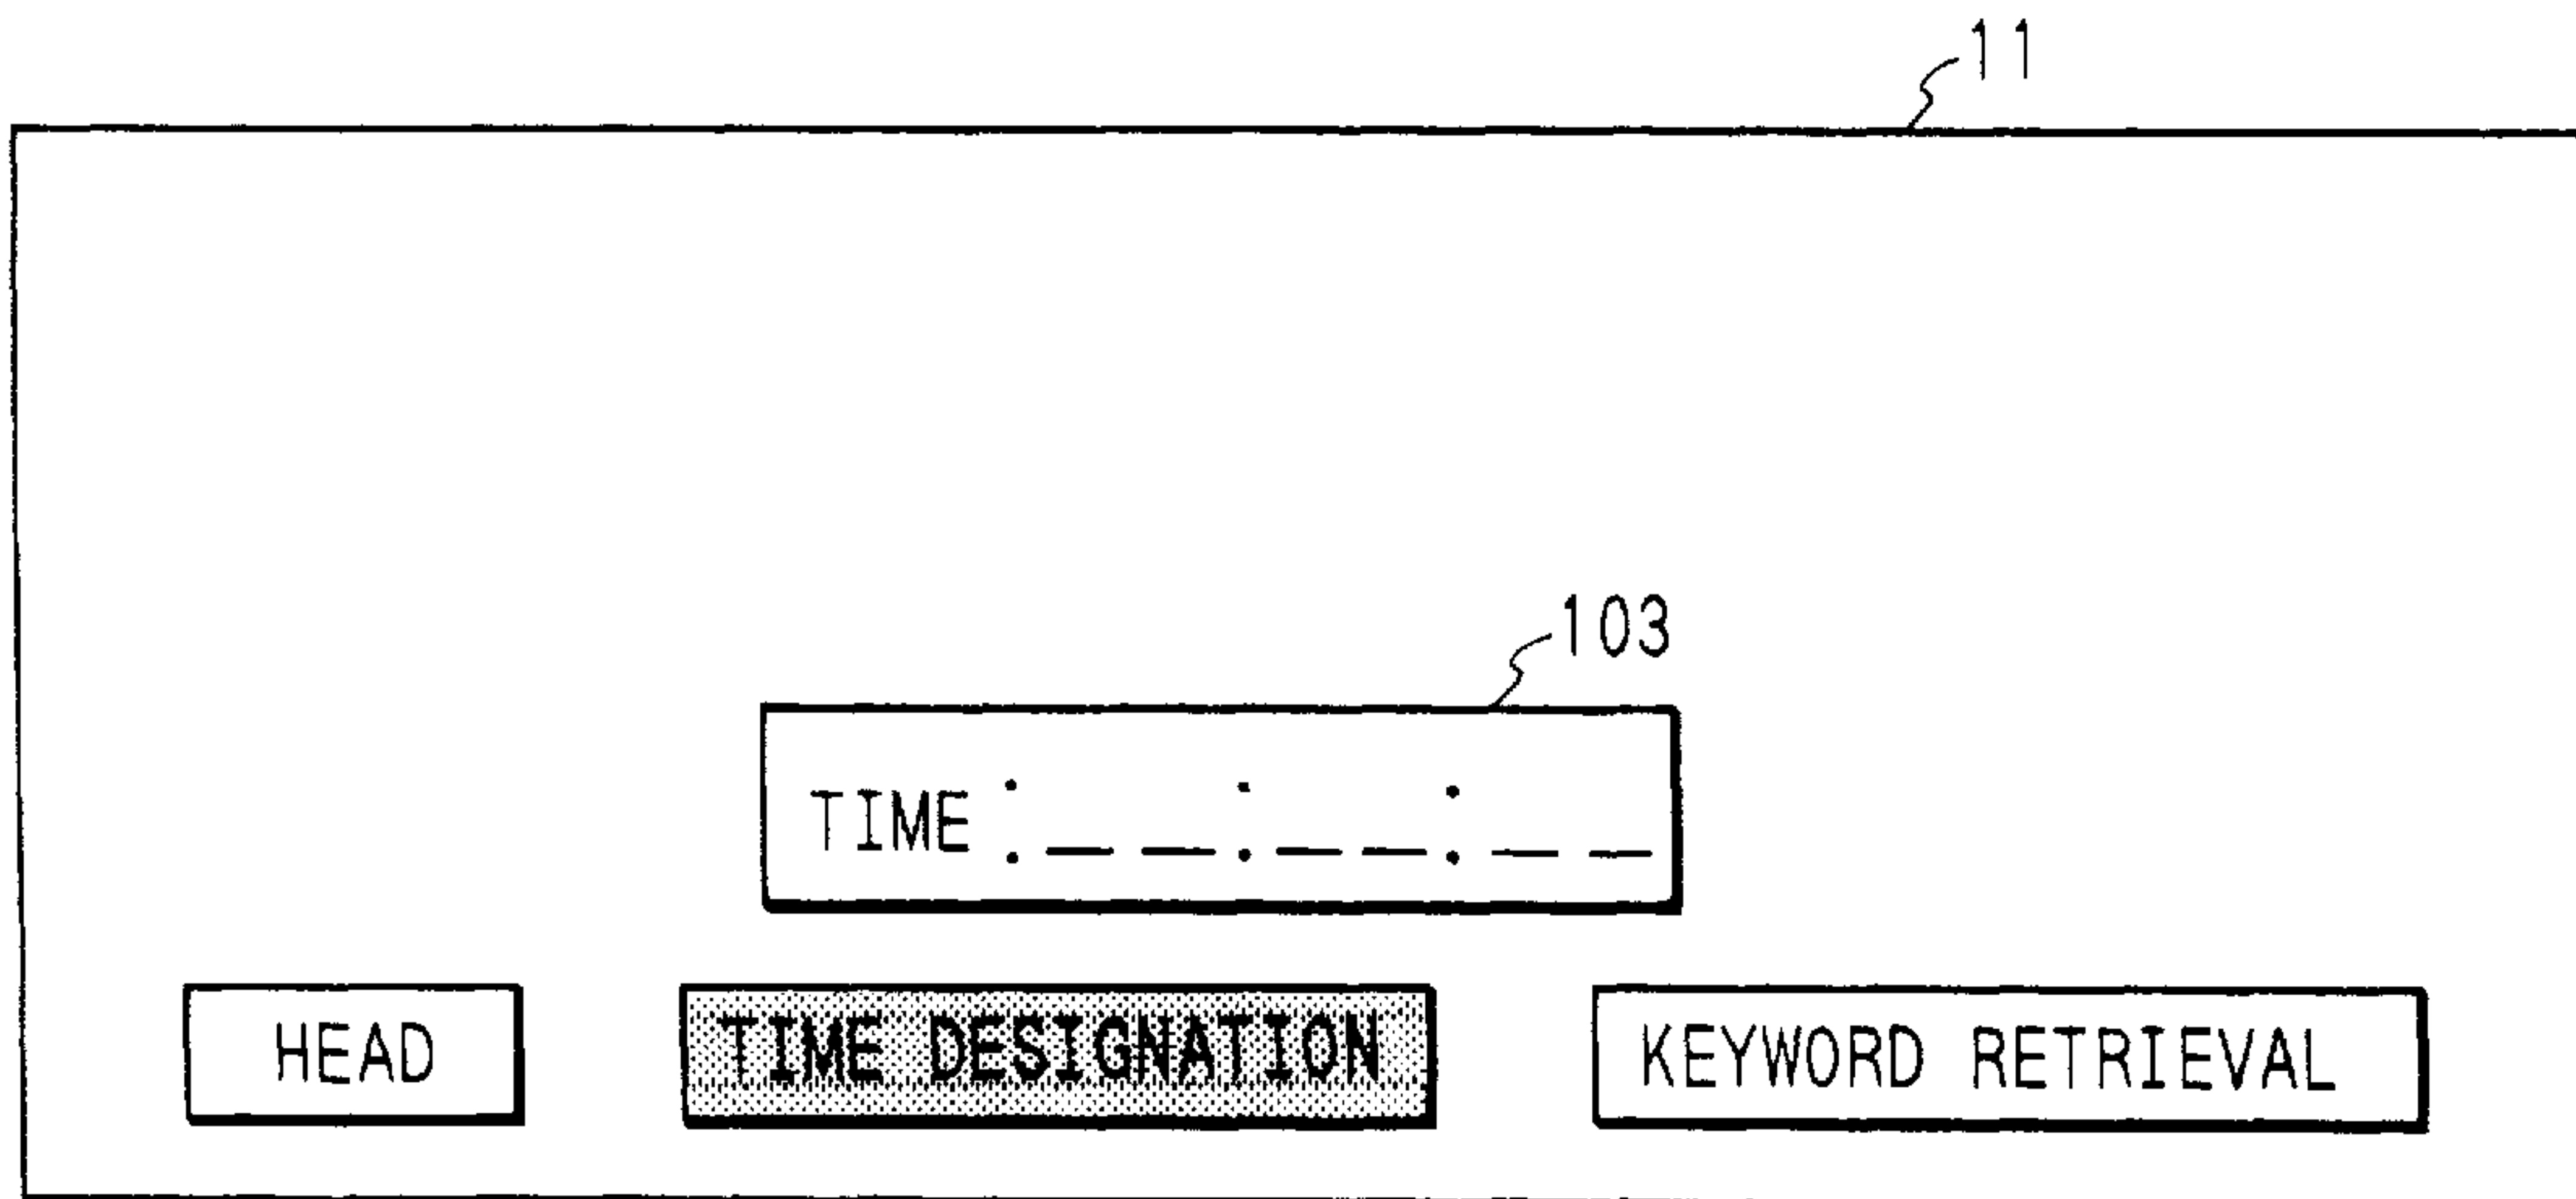 11
103
TIME :_ _:_ _:_ _
HEAD TIME DESIGNATION KEYWORD RETRIEVAL